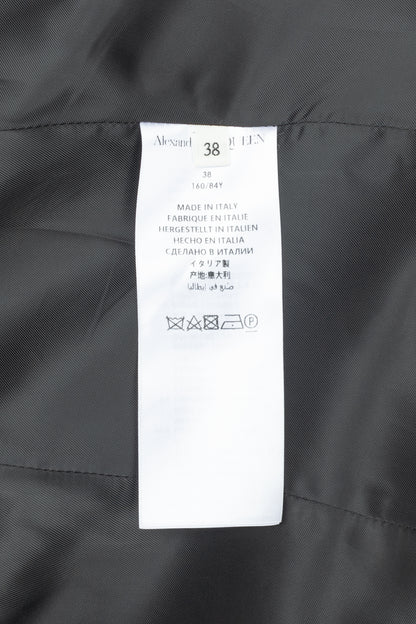 Alexand QUEEN
38
38
160/84Y
MADE IN ITALY
FABRIQUE EN ITALIE
HERGESTELLT IN ITALIEN
HECHO EN ITALIA
СДЕЛАНО В ИТАЛИИ
イタリア製
产地:意大利
صنع في إيطاليا
P